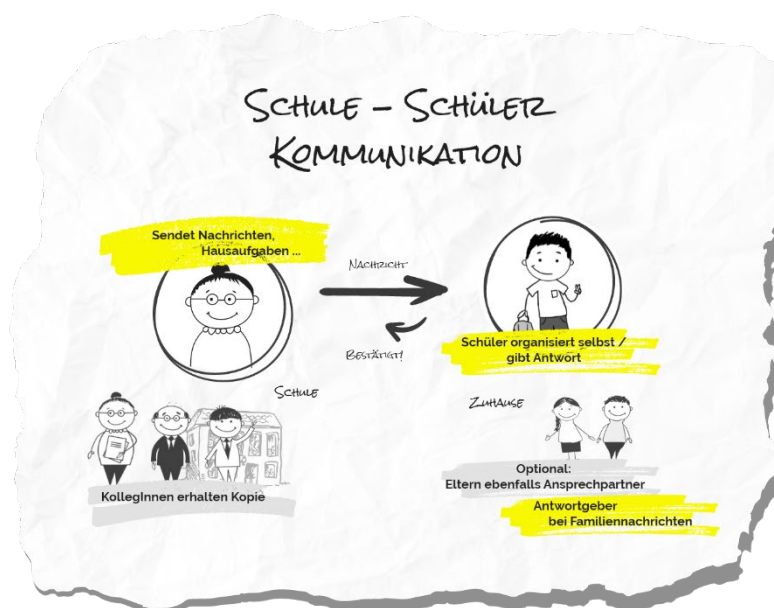 Schule – Schüler
Kommunikation
Sendet Nachrichten,
Hausaufgaben ...
Nachricht
Bestätigt!
Schüler organisiert selbst /
gibt Antwort
Schule
Zuhause
KollegInnen erhalten Kopie
Optional:
Eltern ebenfalls Ansprechpartner
Antwortgeber
bei Familiennachrichten